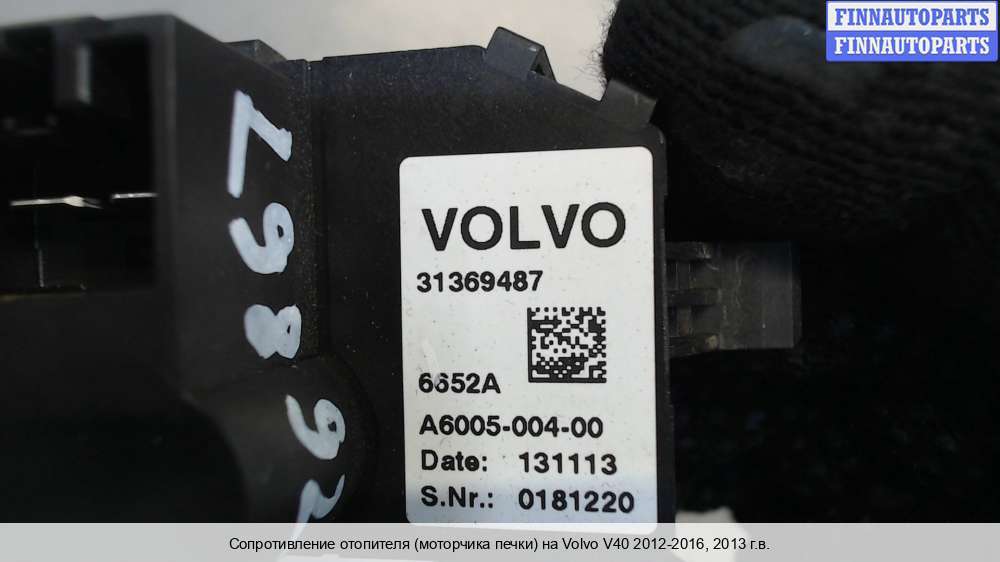 FINNAUTOPARTS
FINNAUTOPARTS
VOLVO
31369487
6652A
A6005-004-00
Date: 131113
S.Nr.: 0181220
Сопротивление отопителя (моторчика печки) на Volvo V40 2012-2016, 2013 г.в.